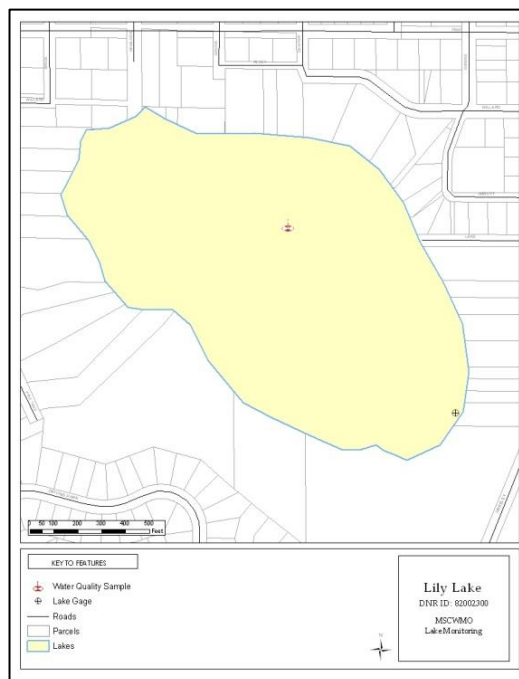 0 50 100 200 300 400 500
Feet
KEY TO FEATURES
Water Quality Sample
Lake Gage
Roads
Parcels
Lakes
N
Lily Lake
DNR ID: 82002300
MSCWMO
Lake Monitoring